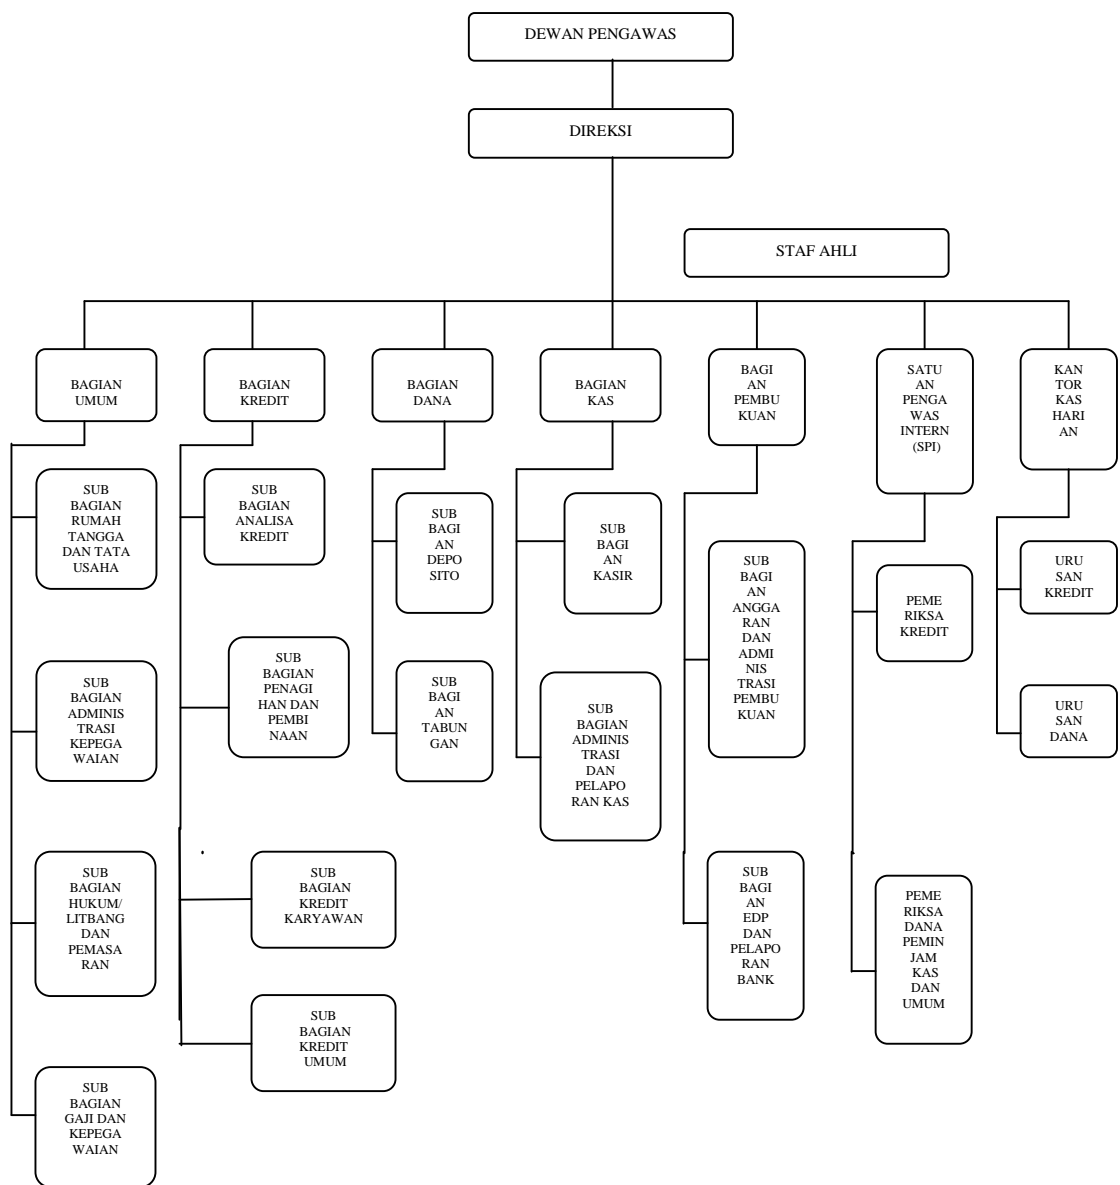 DEWAN PENGAWAS
DIREKSI
STAF AHLI
BAGIAN
UMUM
BAGIAN
KREDIT
BAGIAN
DANA
BAGIAN
KAS
BAGI
AN
PEMBU
KUAN
SATU
AN
PENGA
WAS
INTERN
(SPI)
KAN
TOR
KAS
HARI
AN
SUB
BAGIAN
RUMAH
TANGGA
DAN TATA
USAHA
SUB
BAGIAN
ANALISA
KREDIT
SUB
BAGI
AN
DEPO
SITO
SUB
BAGI
AN
KASIR
SUB
BAGI
AN
ANGGA
RAN
DAN
ADMI
NIS
TRASI
PEMBU
KUAN
PEME
RIKSA
KREDIT
URU
SAN
KREDIT
SUB
BAGIAN
ADMINIS
TRASI
KEPEGA
WAIAN
SUB
BAGIAN
PENAGI
HAN DAN
PEMBI
NAAN
SUB
BAGI
AN
TABUN
GAN
SUB
BAGIAN
ADMINIS
TRASI
DAN
PELAPO
RAN KAS
URU
SAN
DANA
SUB
BAGIAN
HUKUM/
LITBANG
DAN
PEMASA
RAN
SUB
BAGIAN
KREDIT
KARYAWAN
SUB
BAGI
AN
EDP
DAN
PELAPO
RAN
BANK
PEME
RIKSA
DANA
PEMIN
JAM
KAS
DAN
UMUM
SUB
BAGIAN
KREDIT
UMUM
SUB
BAGIAN
GAJI DAN
KEPEGA
WAIAN